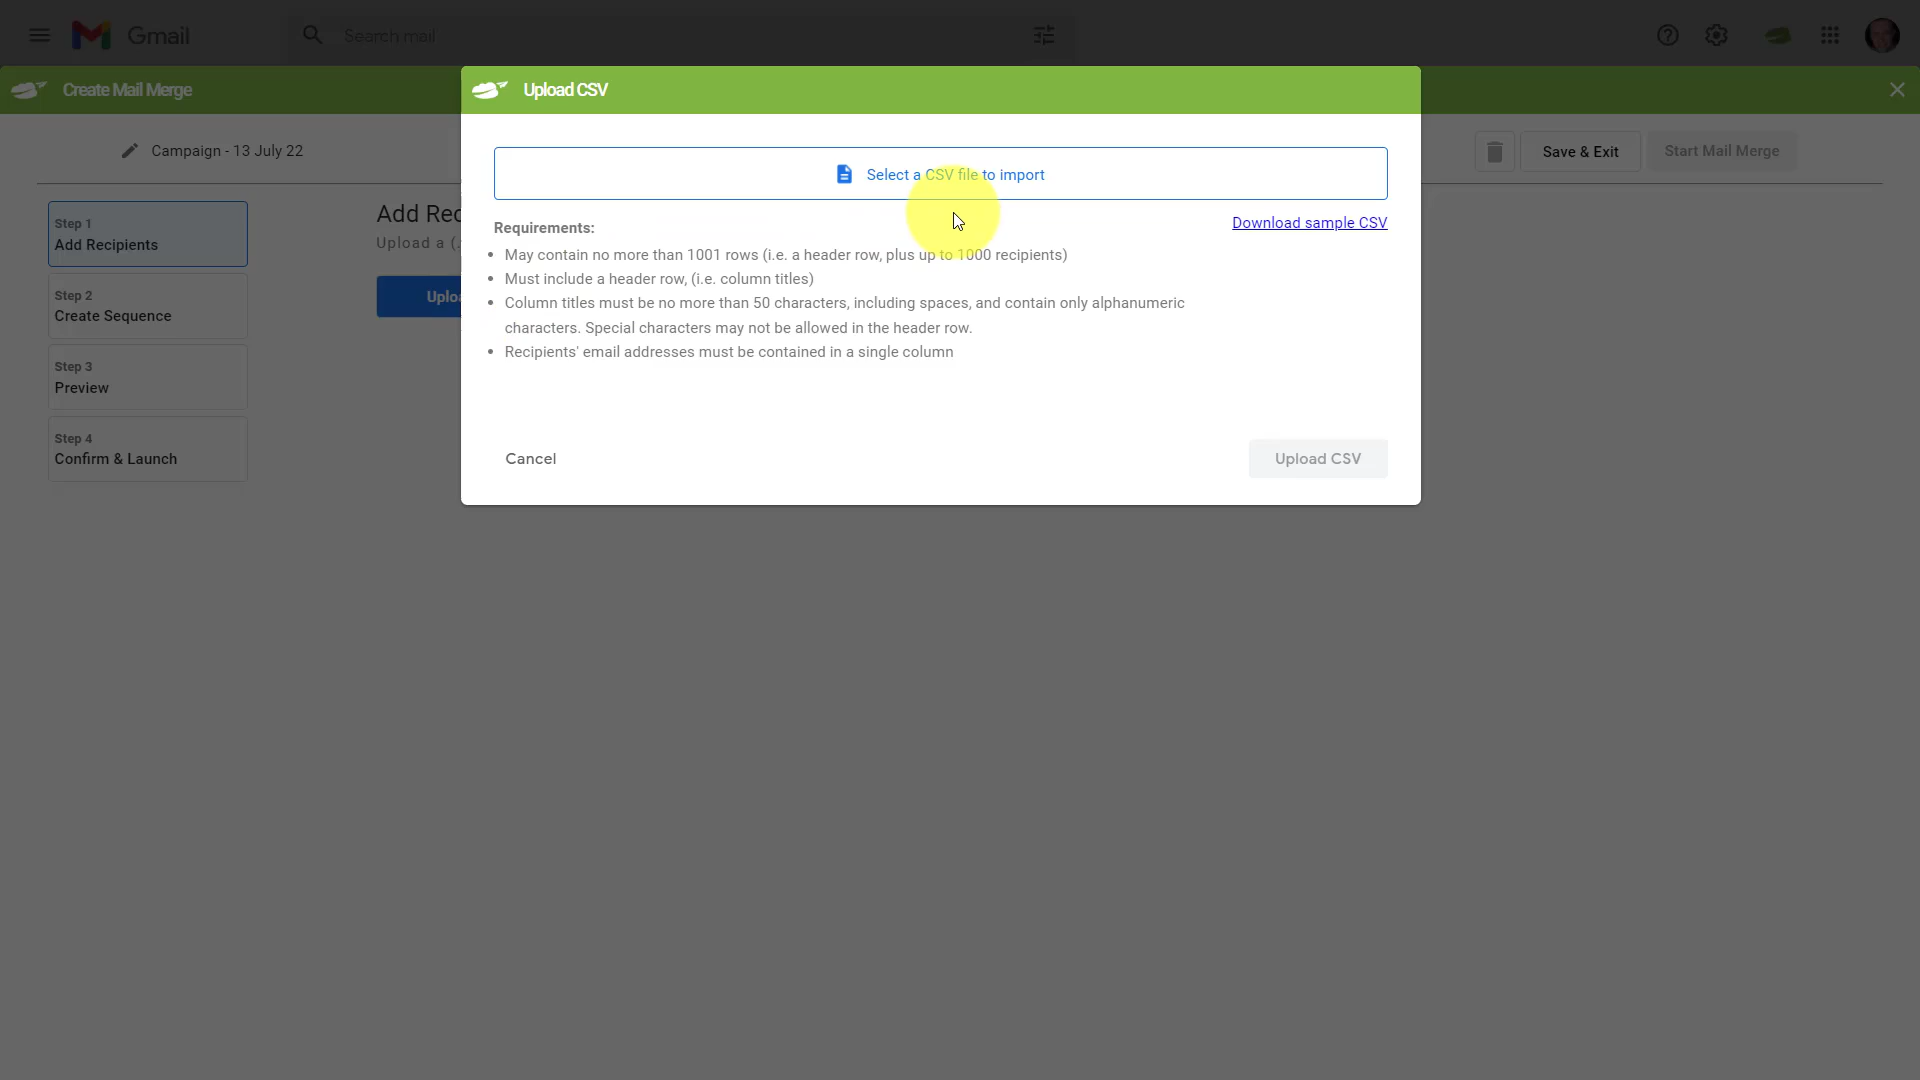 Gmail
Search mail
Create Mail Merge
Upload CSV
Campaign - 13 July 22
Save & Exit
Start Mail Merge
Select a CSV file to import
Step 1
Add Recipients
Add Rec
Upload a (.
Uploa
Requirements:
Download sample CSV
• May contain no more than 1001 rows (i.e. a header row, plus up to 1000 recipients)
• Must include a header row, (i.e. column titles)
• Column titles must be no more than 50 characters, including spaces, and contain only alphanumeric
characters. Special characters may not be allowed in the header row.
• Recipients' email addresses must be contained in a single column
Step 2
Create Sequence
Step 3
Preview
Step 4
Confirm & Launch
Cancel
Upload CSV